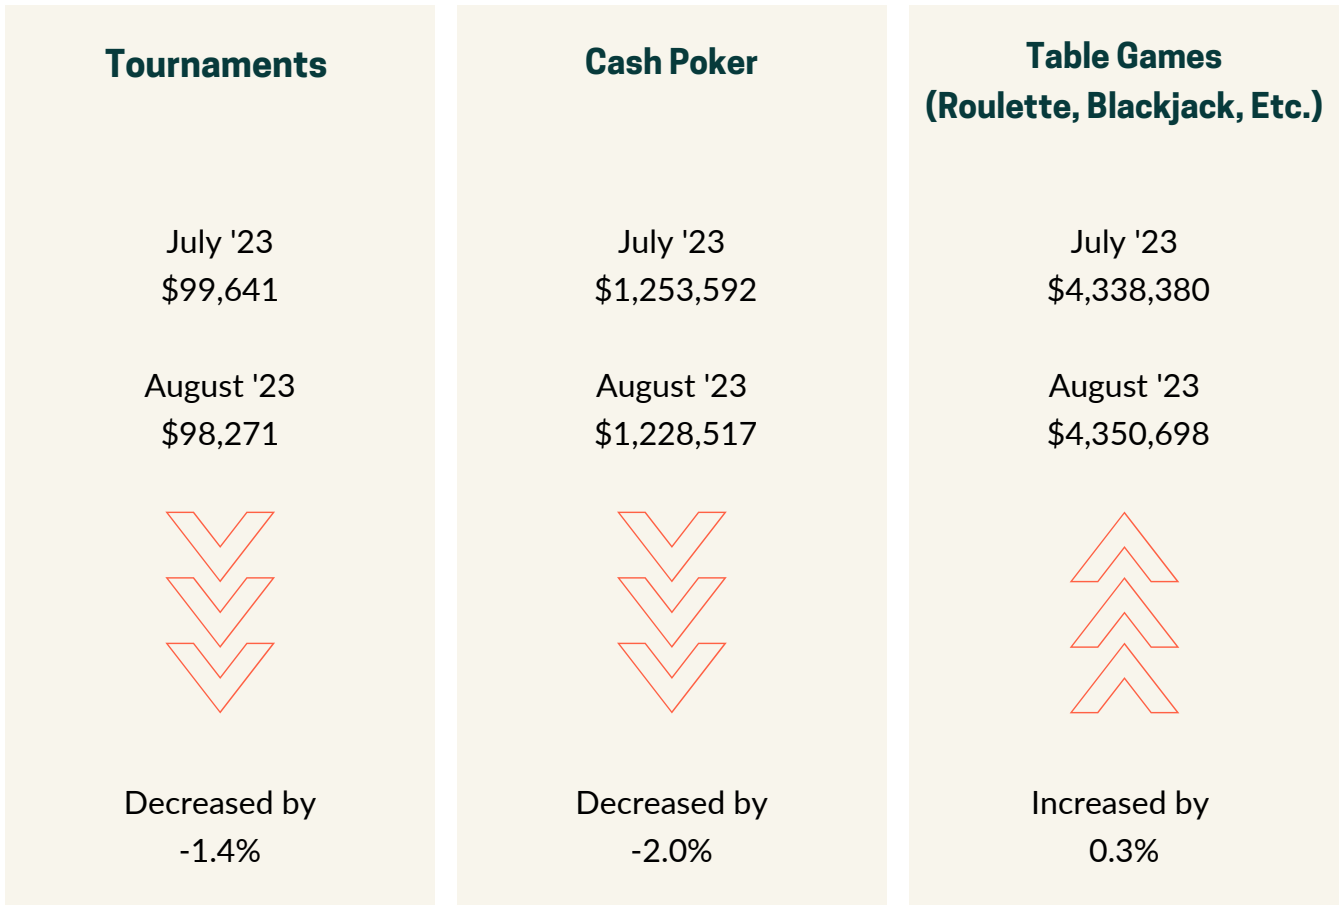 Tournaments
July '23
$99,641
August '23
$98,271
Decreased by
-1.4%
Cash Poker
July '23
$1,253,592
August '23
$1,228,517
Decreased by
-2.0%
Table Games
(Roulette, Blackjack, Etc.)
July '23
$4,338,380
August '23
$4,350,698
Increased by
0.3%